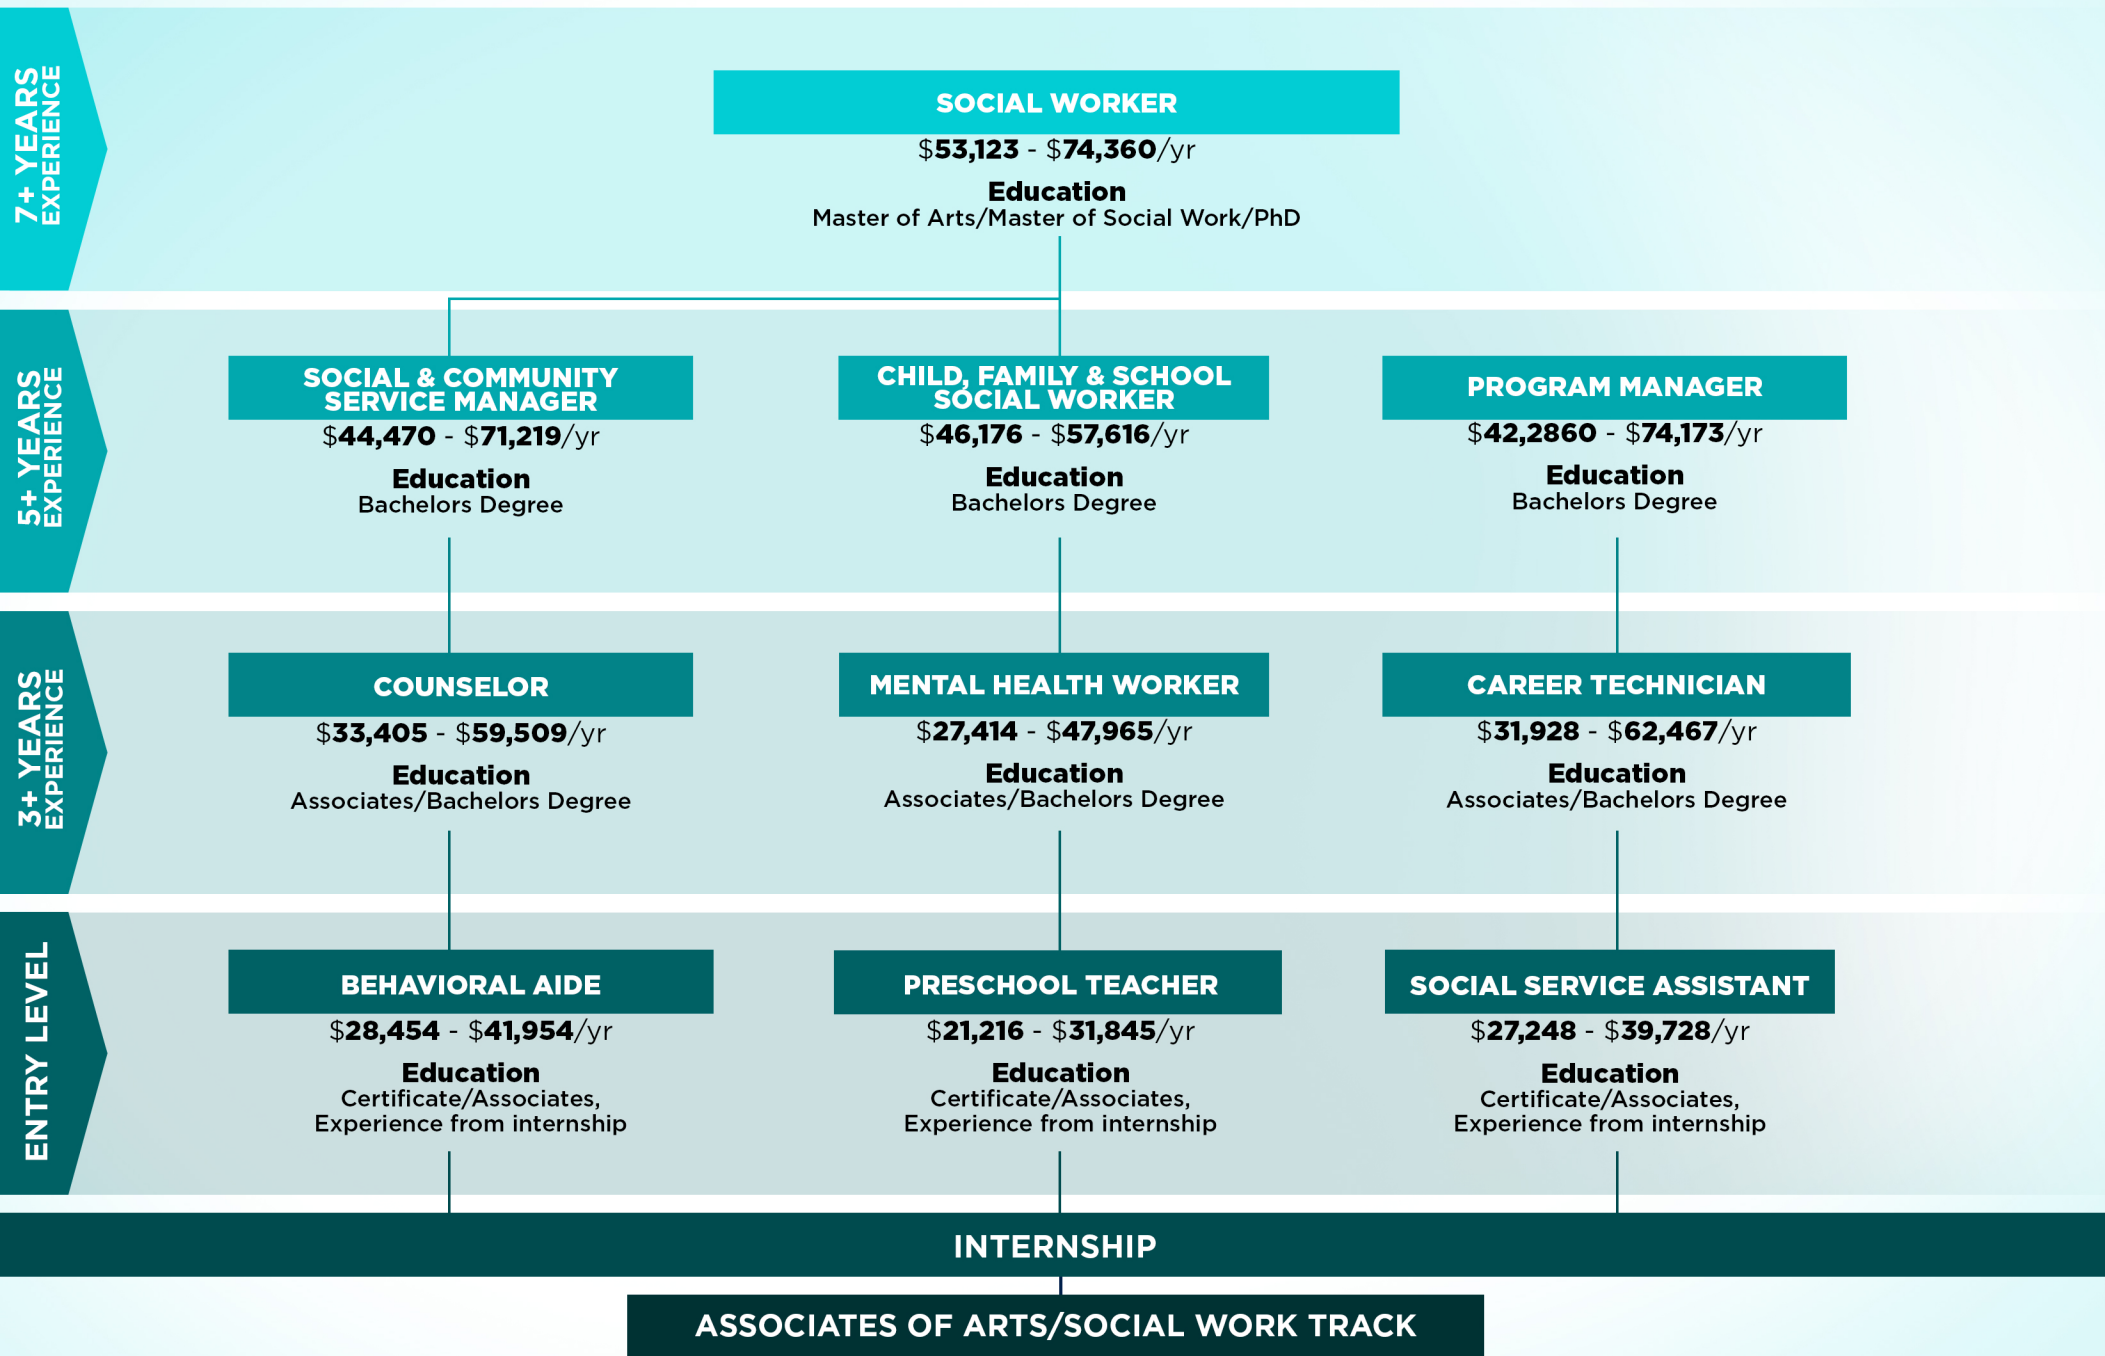 7+ YEARS
EXPERIENCE
SOCIAL WORKER
$53,123 - $74,360/yr
Education
Master of Arts/Master of Social Work/PhD
5+ YEARS
EXPERIENCE
SOCIAL & COMMUNITY
SERVICE MANAGER
$44,470 - $71,219/yr
Education
Bachelors Degree
CHILD, FAMILY & SCHOOL
SOCIAL WORKER
$46,176 - $57,616/yr
Education
Bachelors Degree
PROGRAM MANAGER
$42,2860 - $74,173/yr
Education
Bachelors Degree
3+ YEARS
EXPERIENCE
COUNSELOR
$33,405 - $59,509/yr
Education
Associates/Bachelors Degree
MENTAL HEALTH WORKER
$27,414 - $47,965/yr
Education
Associates/Bachelors Degree
CAREER TECHNICIAN
$31,928 - $62,467/yr
Education
Associates/Bachelors Degree
ENTRY LEVEL
BEHAVIORAL AIDE
$28,454 - $41,954/yr
Education
Certificate/Associates,
Experience from internship
PRESCHOOL TEACHER
$21,216 - $31,845/yr
Education
Certificate/Associates,
Experience from internship
SOCIAL SERVICE ASSISTANT
$27,248 - $39,728/yr
Education
Certificate/Associates,
Experience from internship
INTERNSHIP
ASSOCIATES OF ARTS/SOCIAL WORK TRACK